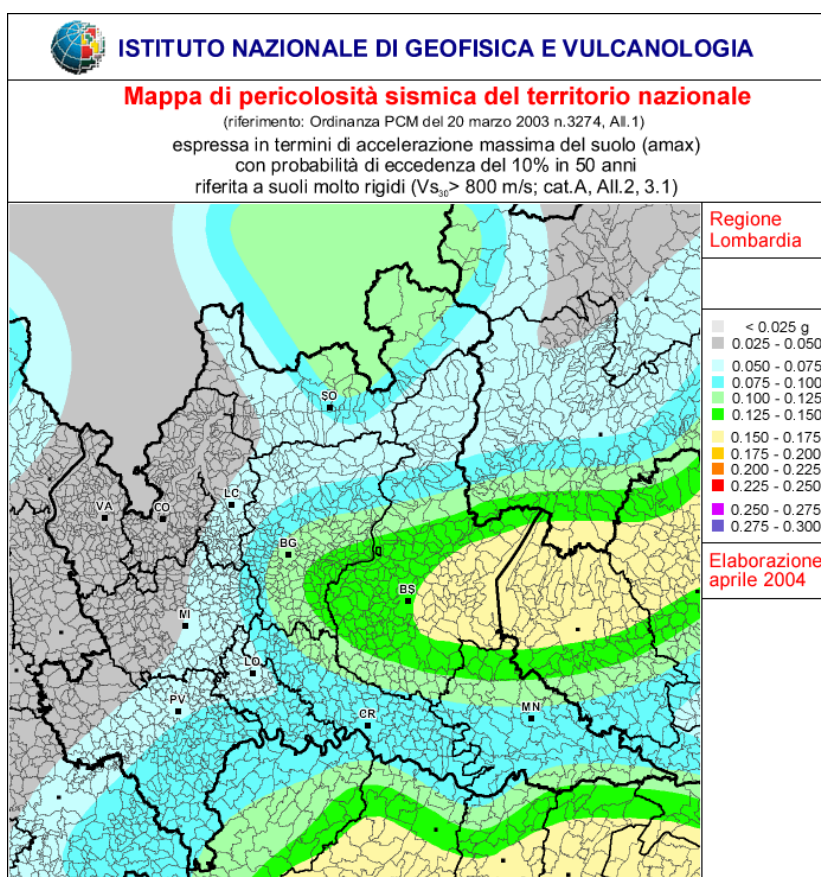 ISTITUTO NAZIONALE DI GEOFISICA E VULCANOLOGIA
Mappa di pericolosità sismica del territorio nazionale
(riferimento: Ordinanza PCM del 20 marzo 2003 n.3274, All.1)
espressa in termini di accelerazione massima del suolo (amax)
con probabilità di eccedenza del 10% in 50 anni
riferita a suoli molto rigidi (Vs₃₀> 800 m/s; cat.A, All.2, 3.1)
Regione
Lombardia
< 0.025 g
0.025 - 0.050
0.050 - 0.075
0.075 - 0.100
0.100 - 0.125
0.125 - 0.150
0.150 - 0.175
0.175 - 0.200
0.200 - 0.225
0.225 - 0.250
0.250 - 0.275
0.275 - 0.300
Elaborazione
aprile 2004
SO
LC
VA
CO
BG
BS
MI
LO
PV
CR
MN